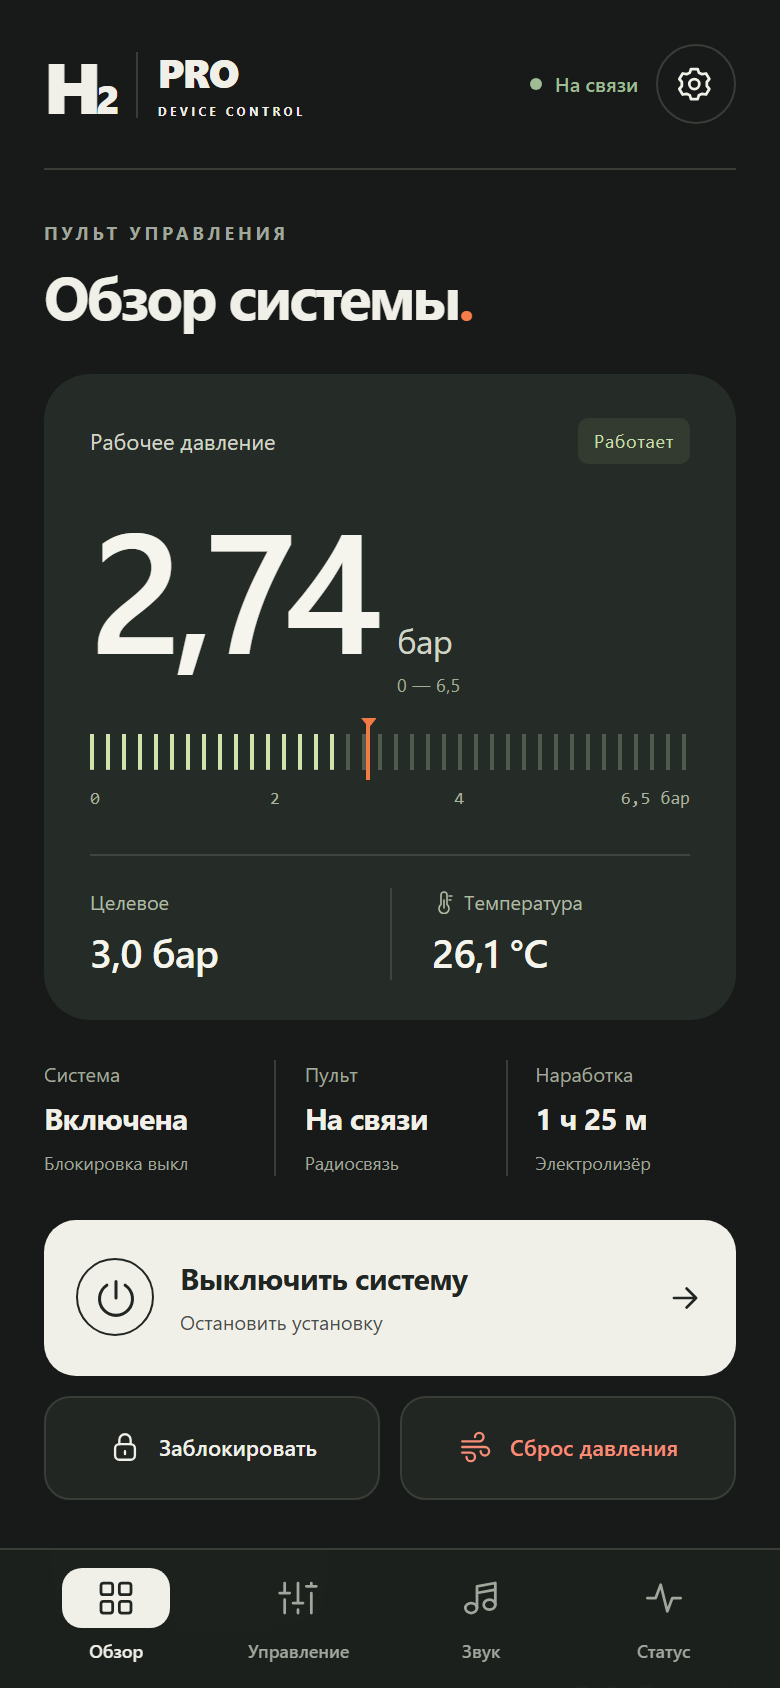 H2 PRO
DEVICE CONTROL
На связи
ПУЛЬТ УПРАВЛЕНИЯ
Обзор системы.
Рабочее давление
Работает
2,74 бар
0 — 6,5
0 2 4 6,5 бар
Целевое
3,0 бар
Температура
26,1 °C
Система
Включена
Блокировка выкл
Пульт
На связи
Радиосвязь
Наработка
1 ч 25 м
Электролизёр
Выключить систему
Остановить установку
Заблокировать
Сброс давления
Обзор
Управление
Звук
Статус